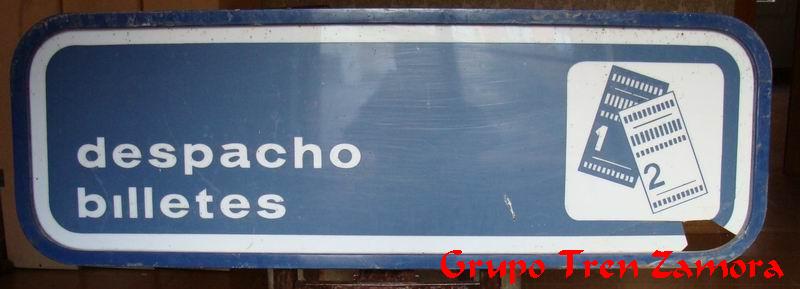 despacho
billetes
1
2
Grupo Tren Zamora